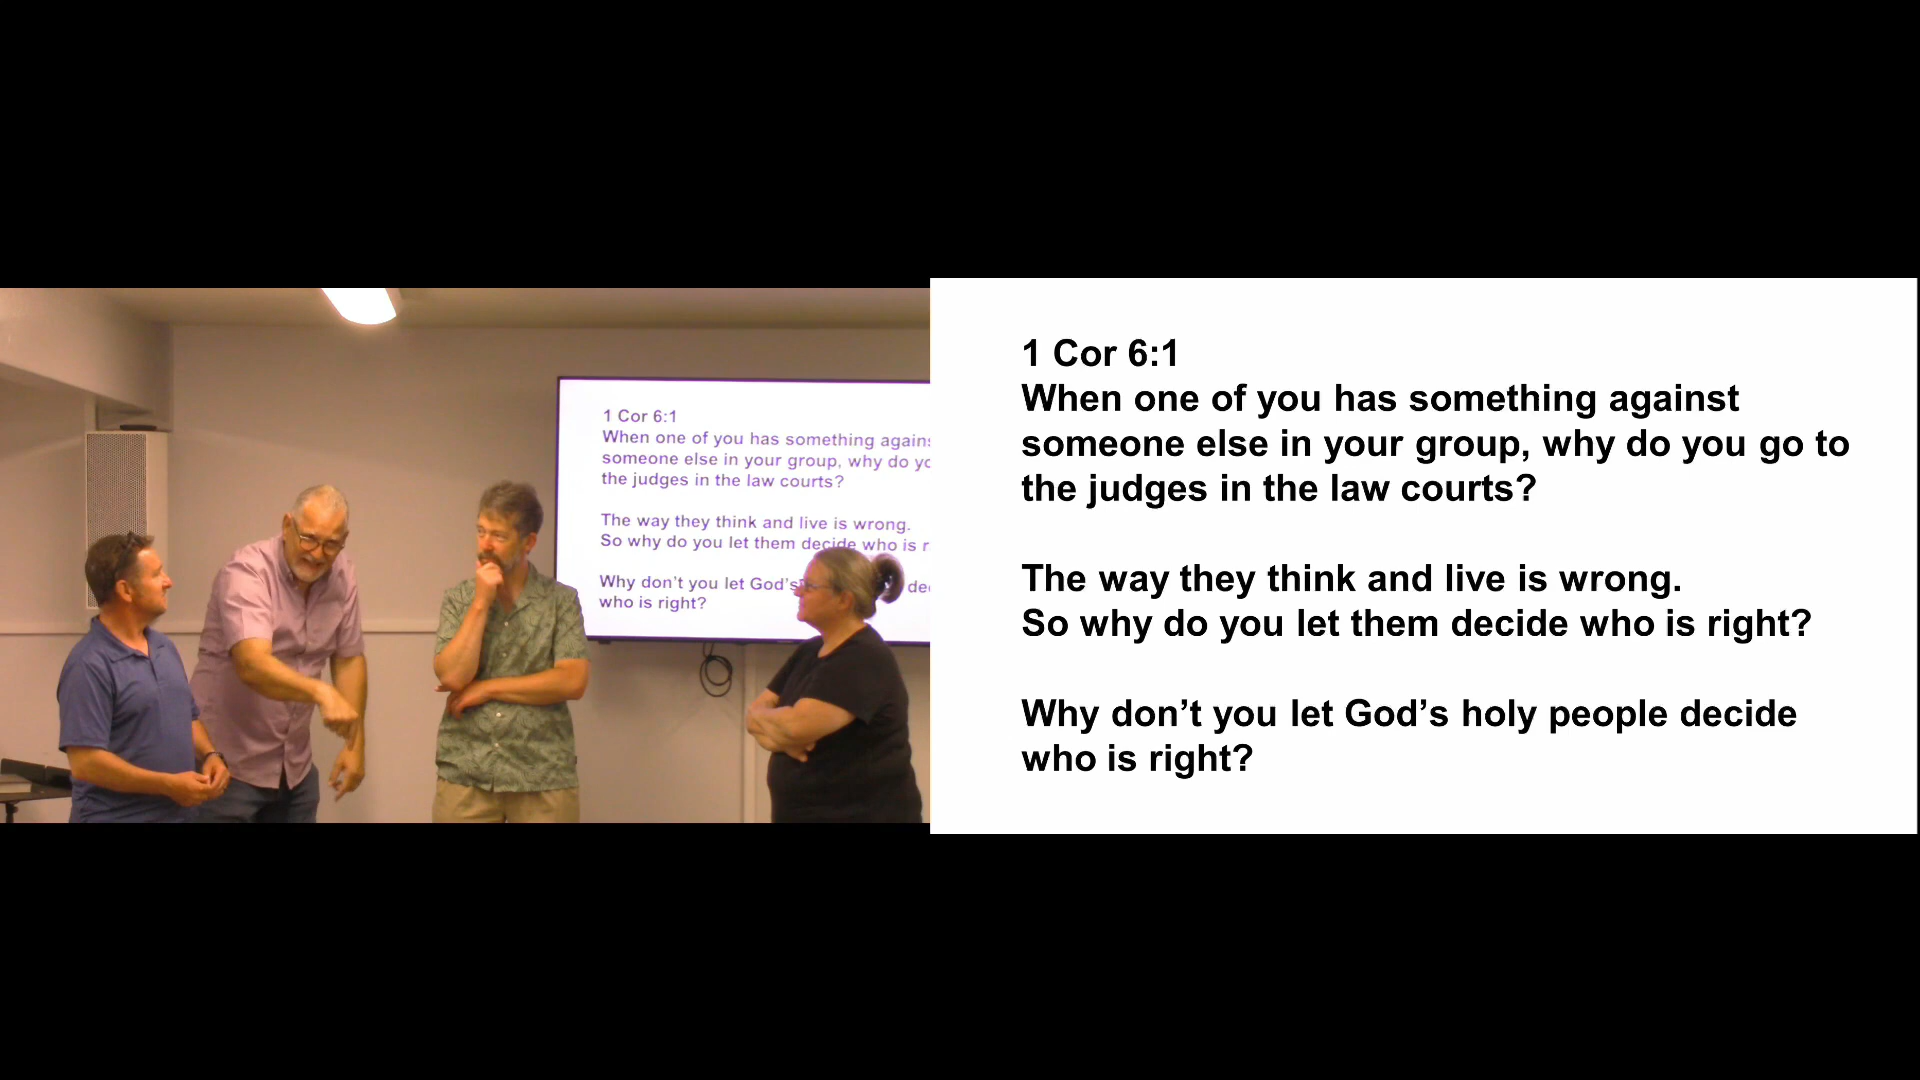 1 Cor 6:1
When one of you has something against
someone else in your group, why do yo
the judges in the law courts?
The way they think and live is wrong.
So why do you let them decide who is r
Why don't you let God's
dec
who is right?
1 Cor 6:1
When one of you has something against
someone else in your group, why do you go to
the judges in the law courts?
The way they think and live is wrong.
So why do you let them decide who is right?
Why don't you let God's holy people decide
who is right?